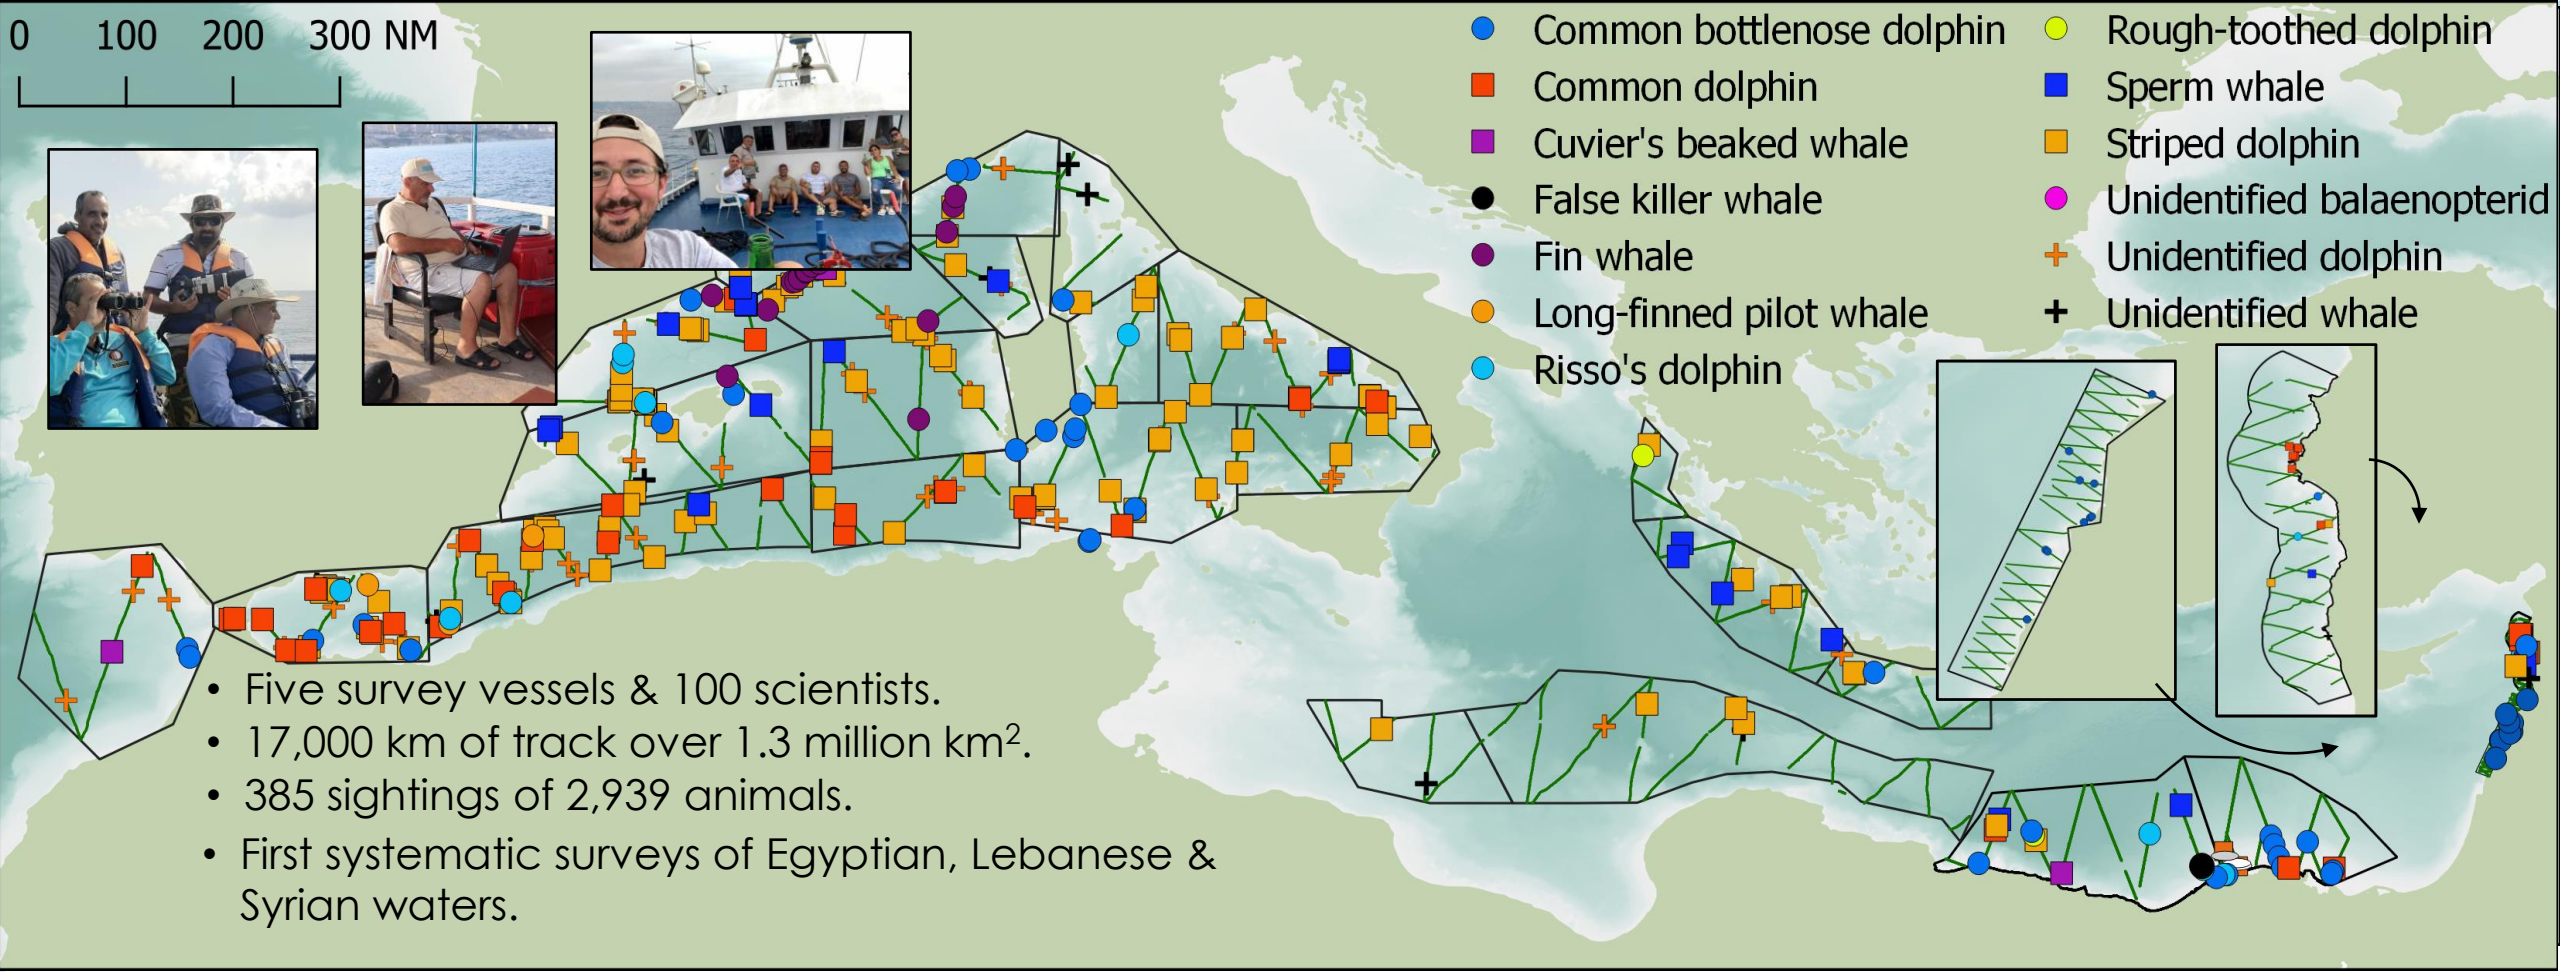 0 100 200 300 NM
Common bottlenose dolphin
Common dolphin
Cuvier's beaked whale
False killer whale
Fin whale
Long-finned pilot whale
Risso's dolphin
Rough-toothed dolphin
Sperm whale
Striped dolphin
Unidentified balaenopterid
Unidentified dolphin
Unidentified whale
• Five survey vessels & 100 scientists.
• 17,000 km of track over 1.3 million km².
• 385 sightings of 2,939 animals.
• First systematic surveys of Egyptian, Lebanese &
Syrian waters.